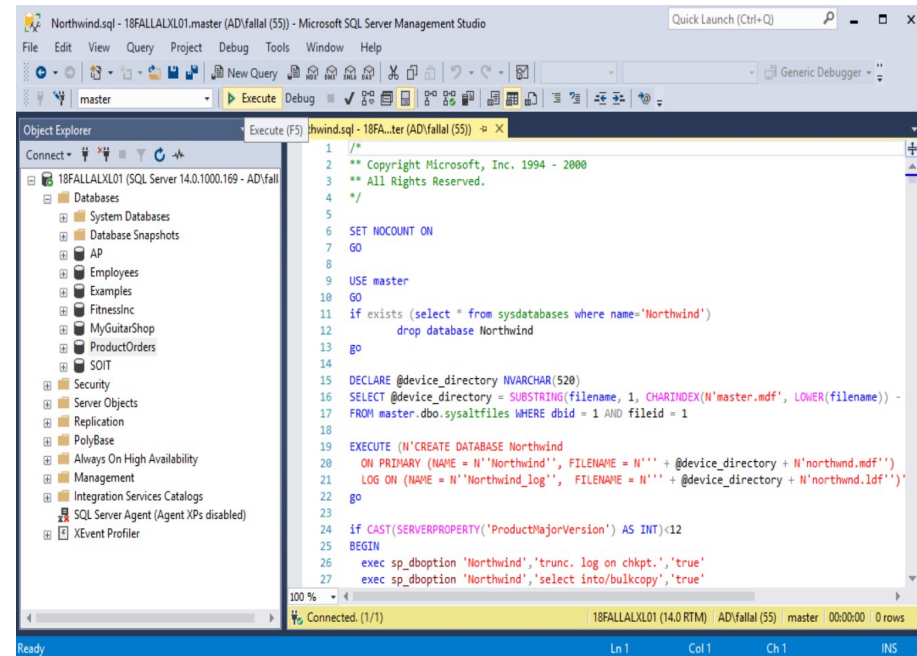 Northwind.sql - 18FALLALXL01.master (AD\fallal (55)) - Microsoft SQL Server Management Studio
Quick Launch (Ctrl+Q)
File Edit View Query Project Debug Tools Window Help
New Query
Generic Debugger
master
Execute Debug
Object Explorer
Execute (F5)
thwind.sql - 18FA...ter (AD\fallal (55))
Connect
18FALLALXL01 (SQL Server 14.0.1000.169 - AD\fall
Databases
System Databases
Database Snapshots
AP
Employees
Examples
FitnessInc
MyGuitarShop
ProductOrders
SOIT
Security
Server Objects
Replication
PolyBase
Always On High Availability
Management
Integration Services Catalogs
SQL Server Agent (Agent XPs disabled)
XEvent Profiler
1 /*
2 ** Copyright Microsoft, Inc. 1994 - 2000
3 ** All Rights Reserved.
4 */
5
6 SET NOCOUNT ON
7 GO
8
9 USE master
10 GO
11 if exists (select * from sysdatabases where name='Northwind')
12 drop database Northwind
13 go
14
15 DECLARE @device_directory NVARCHAR(520)
16 SELECT @device_directory = SUBSTRING(filename, 1, CHARINDEX(N'master.mdf', LOWER(filename)) -
17 FROM master.dbo.sysaltfiles WHERE dbid = 1 AND fileid = 1
18
19 EXECUTE (N'CREATE DATABASE Northwind
20 ON PRIMARY (NAME = N''Northwind'', FILENAME = N''' + @device_directory + N'northwnd.mdf'')
21 LOG ON (NAME = N''Northwind_log'', FILENAME = N''' + @device_directory + N'northwnd.ldf'')'
22 go
23
24 if CAST(SERVERPROPERTY('ProductMajorVersion') AS INT)<12
25 BEGIN
26 exec sp_dboption 'Northwind','trunc. log on chkpt.','true'
27 exec sp_dboption 'Northwind','select into/bulkcopy','true'
100 %
Connected. (1/1)
18FALLALXL01 (14.0 RTM) AD\fallal (55) master 00:00:00 0 rows
Ready
Ln 1 Col 1 Ch 1 INS